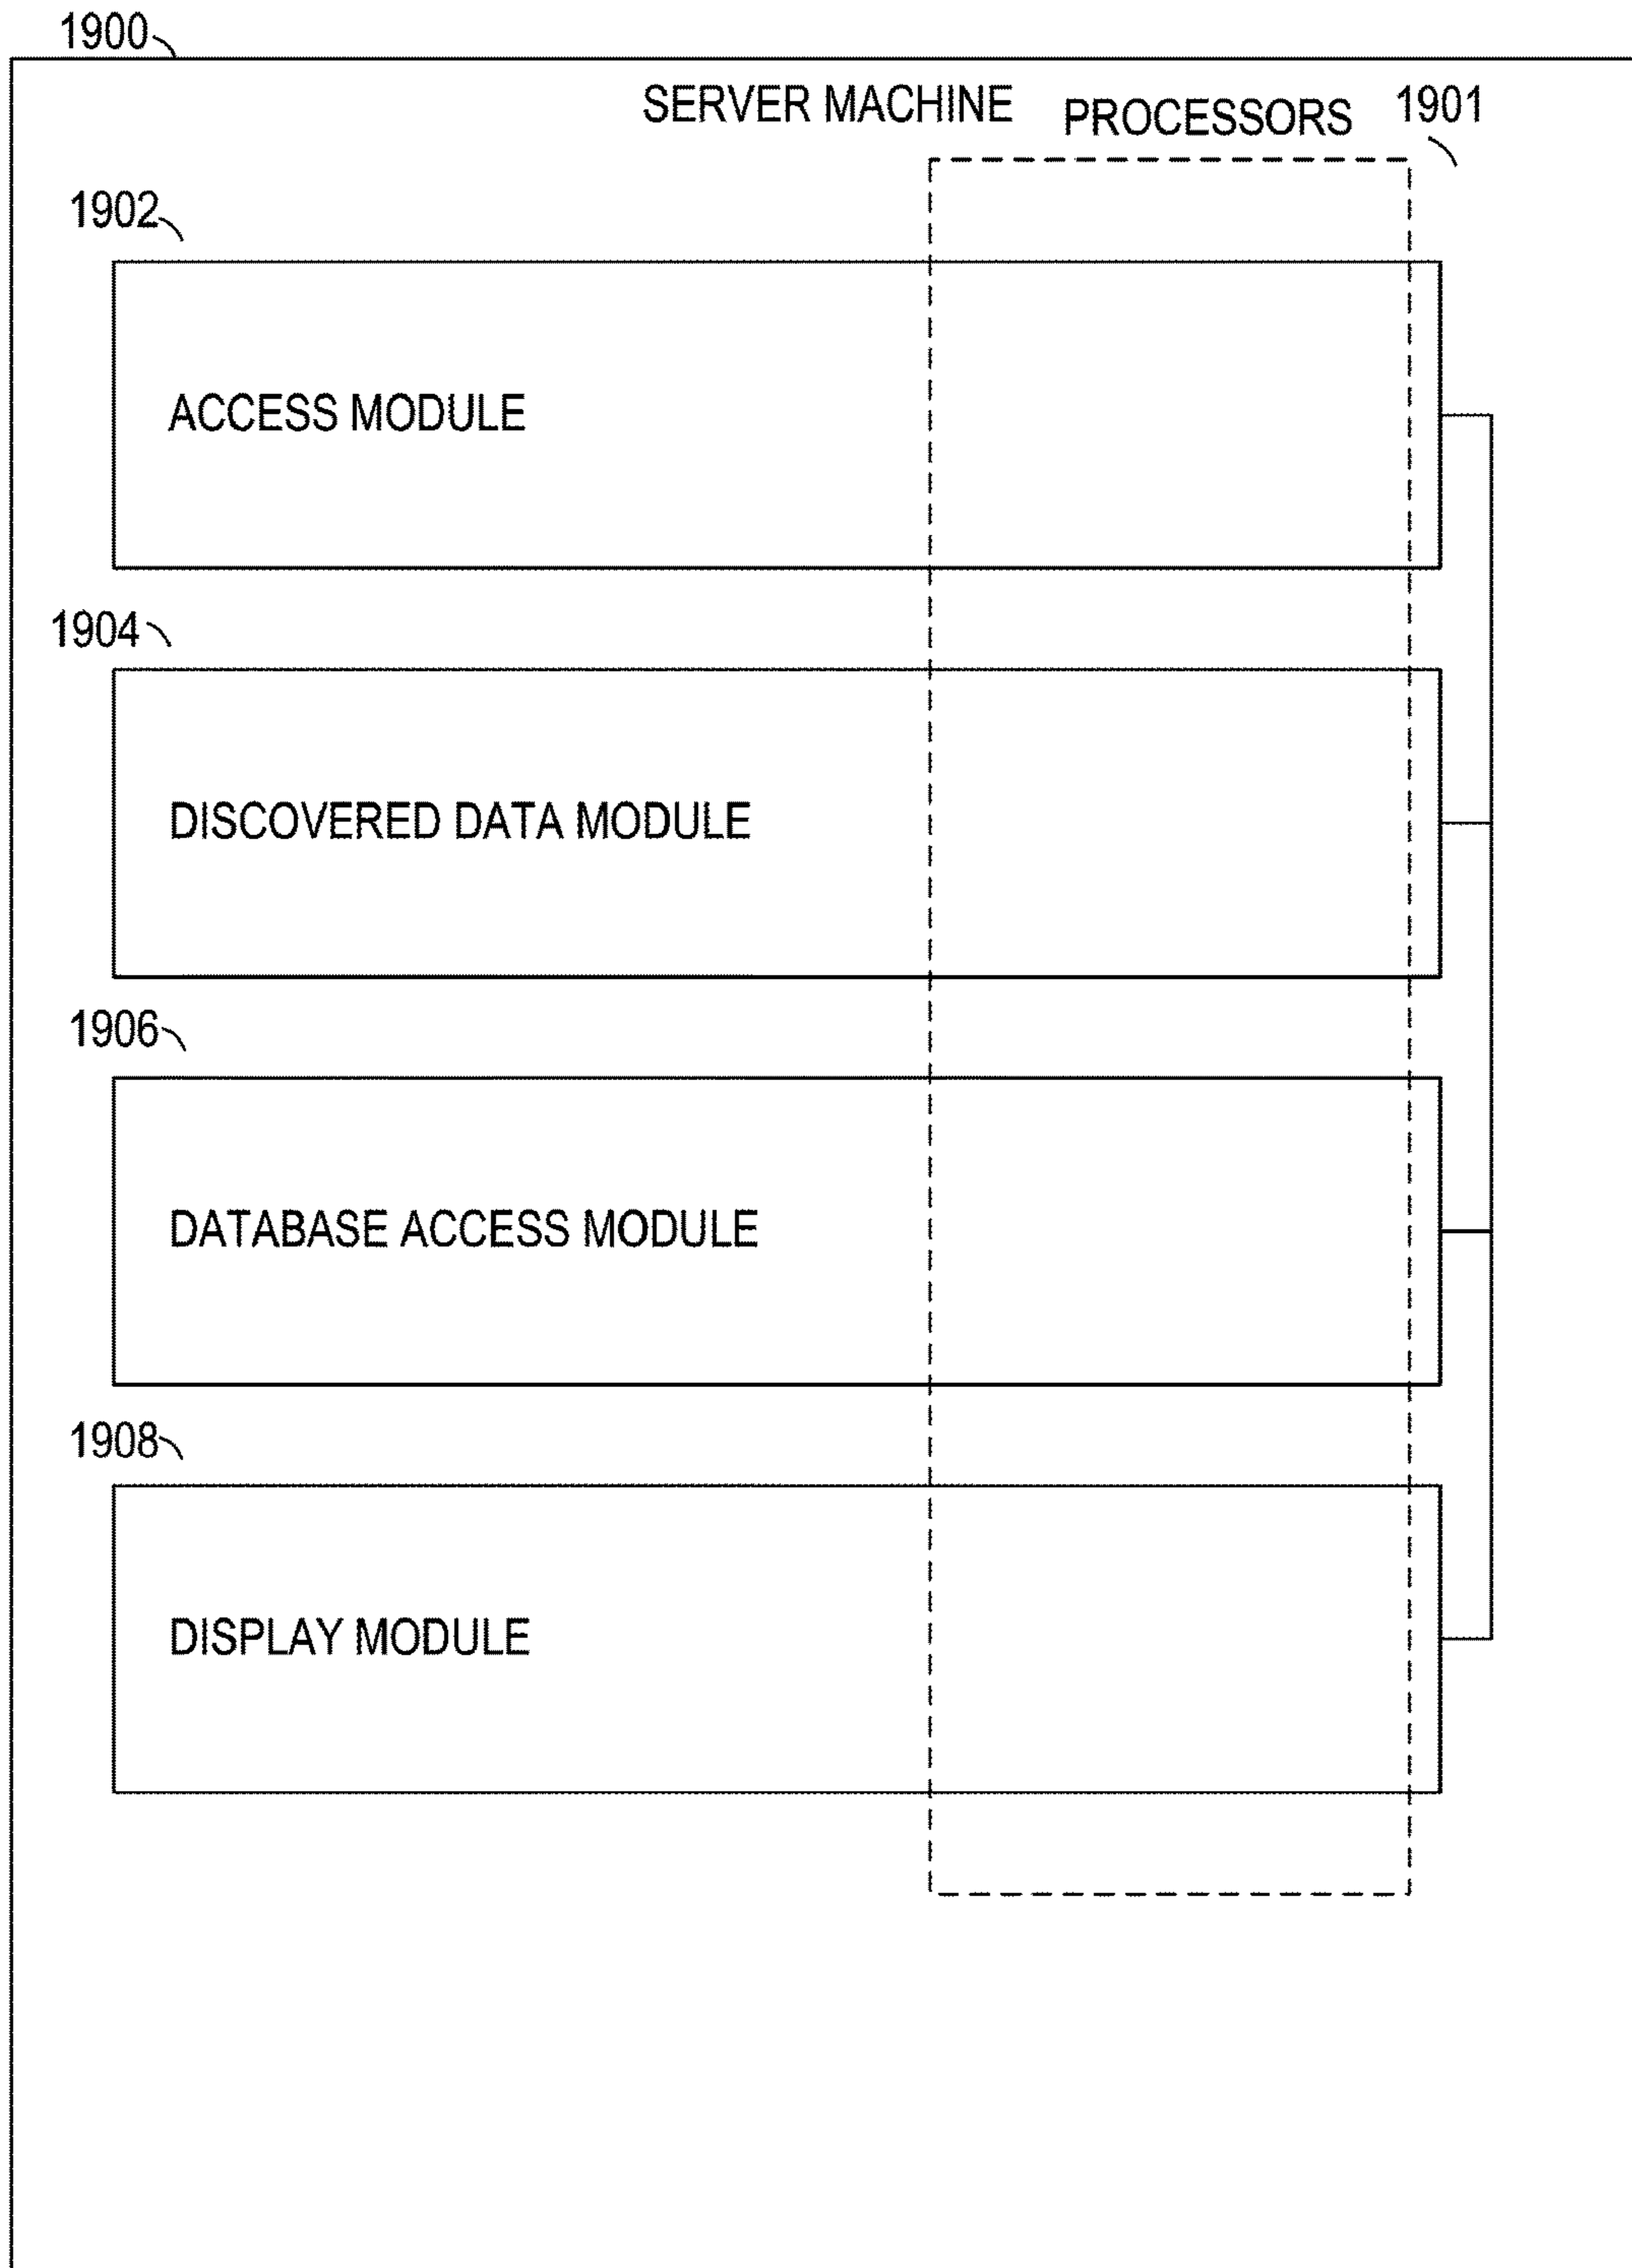 1900
SERVER MACHINE
PROCESSORS
1901
1902
ACCESS MODULE
1904
DISCOVERED DATA MODULE
1906
DATABASE ACCESS MODULE
1908
DISPLAY MODULE